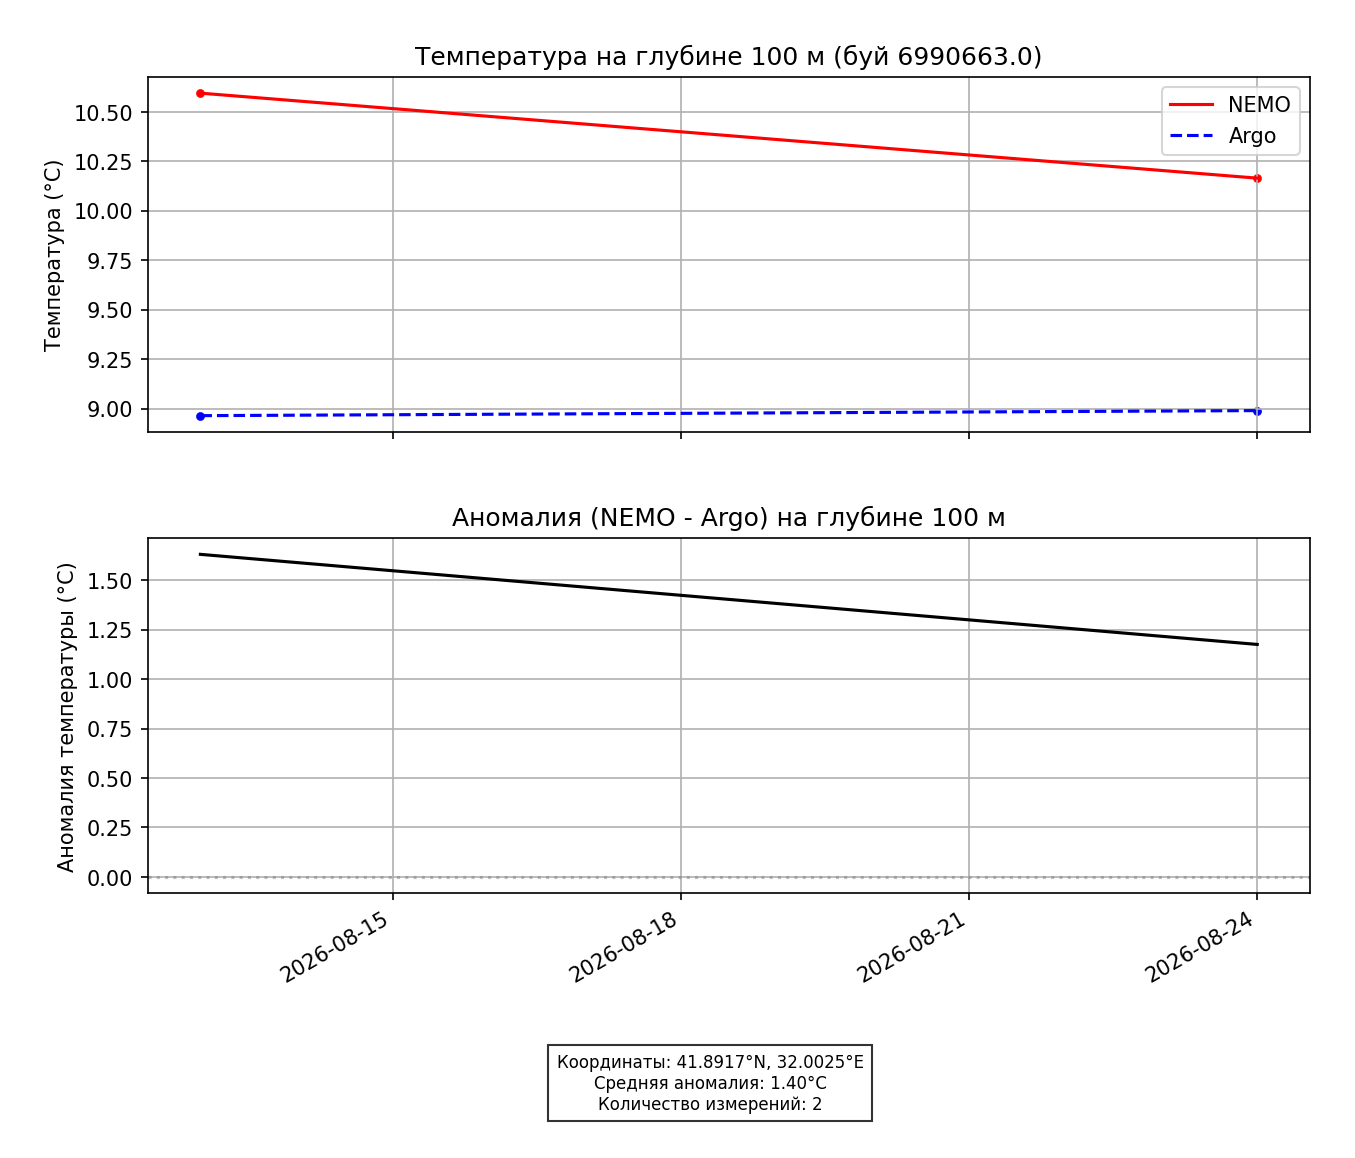 Температура на глубине 100 м (буй 6990663.0)
Температура (°C)
10.50
10.25
10.00
9.75
9.50
9.25
9.00
NEMO
Argo
Аномалия (NEMO - Argo) на глубине 100 м
Аномалия температуры (°C)
1.50
1.25
1.00
0.75
0.50
0.25
0.00
2026-08-15
2026-08-18
2026-08-21
2026-08-24
Координаты: 41.8917°N, 32.0025°E
Средняя аномалия: 1.40°C
Количество измерений: 2